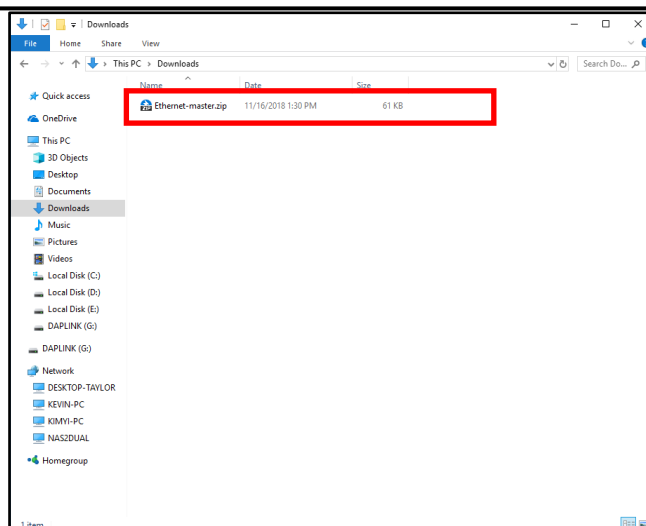 Downloads
File Home Share View
This PC > Downloads Search Do...
Name Date Size
Ethernet-master.zip 11/16/2018 1:30 PM 61 KB
Quick access
OneDrive
This PC
3D Objects
Desktop
Documents
Downloads
Music
Pictures
Videos
Local Disk (C:)
Local Disk (D:)
Local Disk (E:)
DAPLINK (G:)
DAPLINK (G:)
Network
DESKTOP-TAYLOR
KEVIN-PC
KIMYI-PC
NAS2DUAL
Homegroup
1 item